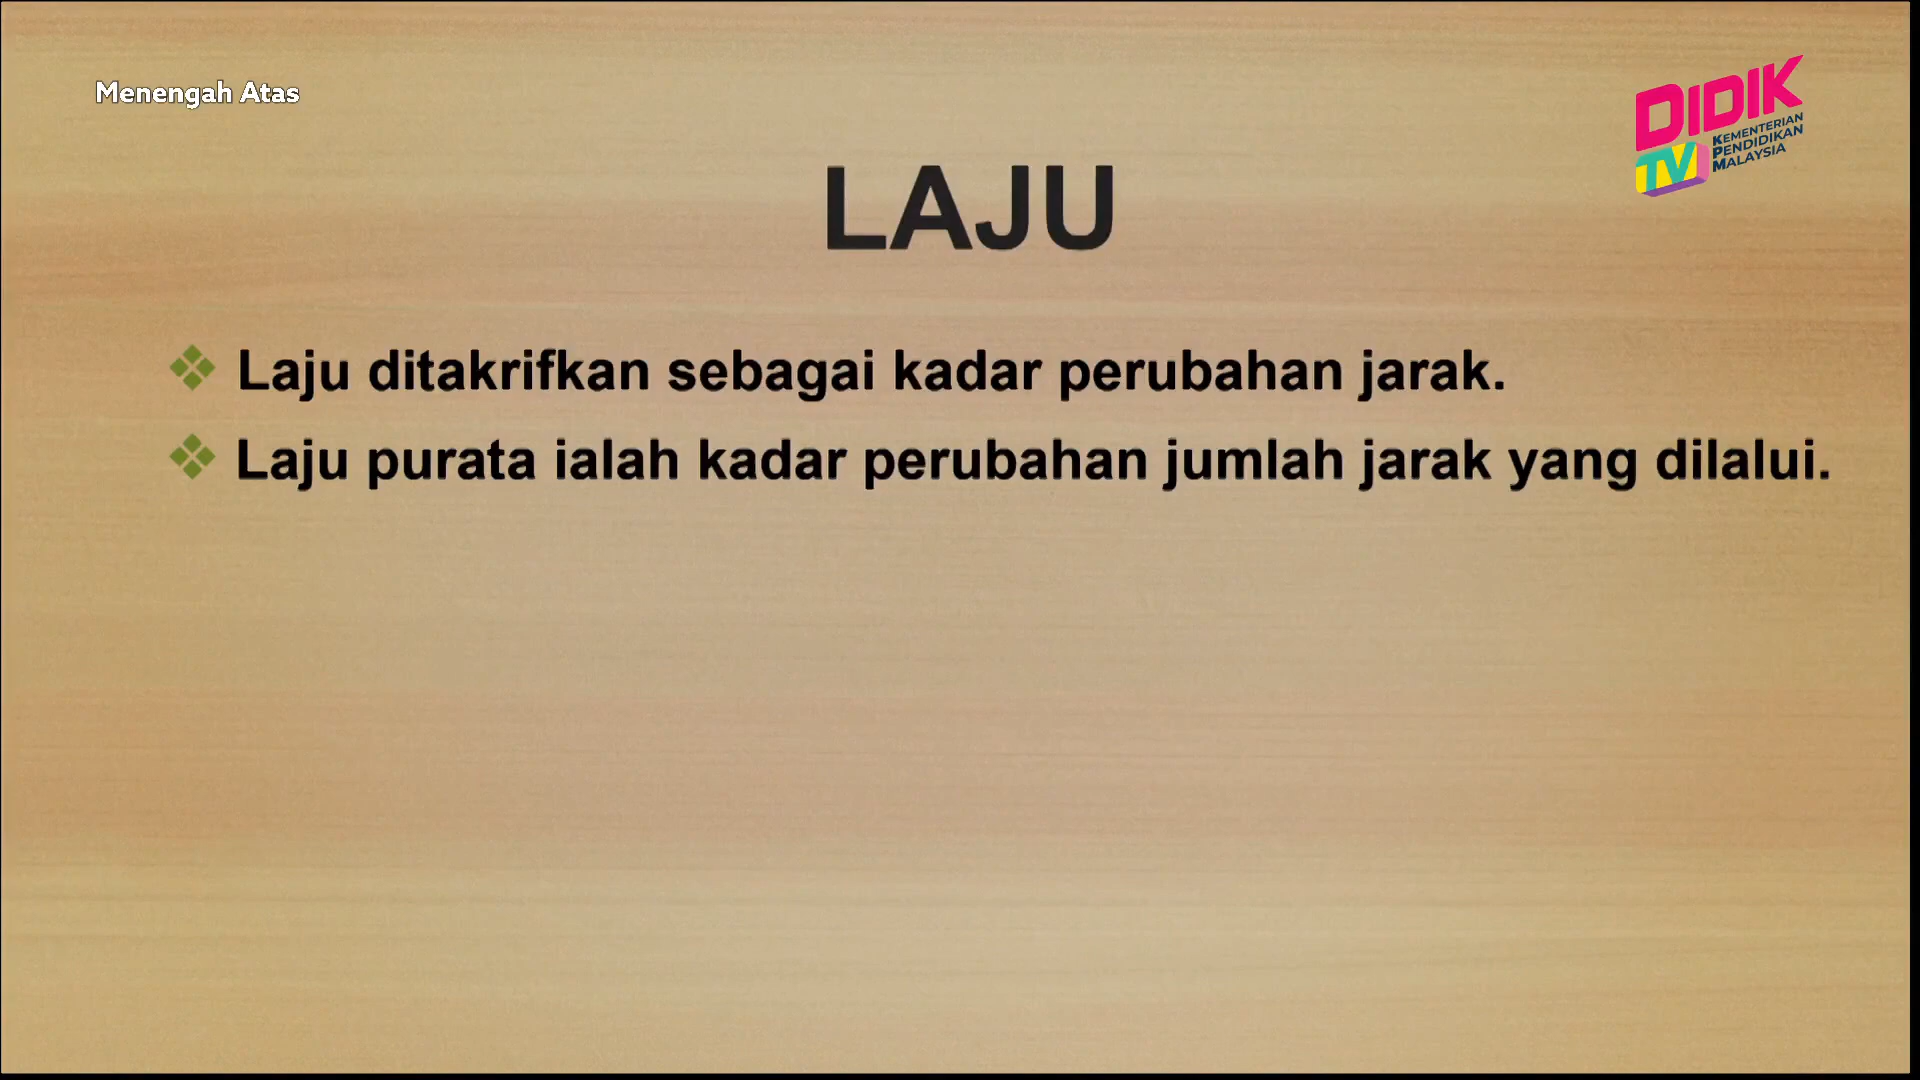 Menengah Atas
DIDIK
TV
KEMENTERIAN
PENDIDIKAN
MALAYSIA
LAJU
Laju ditakrifkan sebagai kadar perubahan jarak.
Laju purata ialah kadar perubahan jumlah jarak yang dilalui.